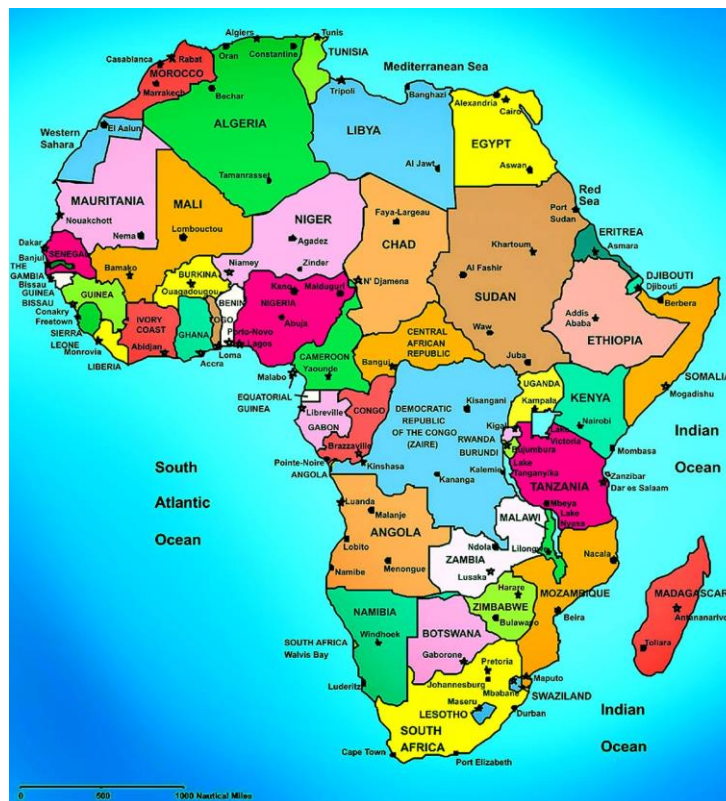 Algiers
Tunis
Oran
Constantine
TUNISIA
Casablanca
Rabat
Mediterranean Sea
MOROCCO
Marrakech
Bechar
Tripoli
Banghazi
Alexandria
Cairo
El Aalun
Western
Sahara
ALGERIA
LIBYA
EGYPT
Al Jawf
Aswan
Tamanrasset
Red
Sea
MAURITANIA
MALI
NIGER
Faya-Largeau
Port
Sudan
Nouakchott
Nema
Lombouctou
Agadez
CHAD
Khartoum
ERITREA
Asmara
Dakar
SENEGAL
Banjul
THE
GAMBIA
Bissau
GUINEA
BISSAU
Conakry
Freetown
SIERRA
LEONE
Monrovia
LIBERIA
Bamako
GUINEA
BURKINA
Ouagadougou
Niamey
Zinder
N' Djamena
Al Fashir
SUDAN
DJIBOUTI
Djibouti
Berbera
Kano
Maiduguri
BENIN
NIGERIA
Abuja
IVORY
COAST
Abidjan
GHANA
Accra
TOGO
Loma
Porto-Novo
Lagos
Waw
Addis
Ababa
ETHIOPIA
CENTRAL
AFRICAN
REPUBLIC
Juba
CAMEROON
Yaounde
Bangui
Malabo
SOMALIA
Mogadishu
EQUATORIAL
GUINEA
Libreville
GABON
CONGO
Brazzaville
Kisangani
DEMOCRATIC
REPUBLIC
OF THE CONGO
(ZAIRE)
UGANDA
Kampala
KENYA
Nairobi
Kigali
RWANDA
BURUNDI
Bujumbura
Lake
Victoria
Indian
Ocean
Mombasa
Pointe-Noire
ANGOLA
Kinshasa
Kananga
Kalemie
Lake
Tanganyika
TANZANIA
Zanzibar
Dar es Salaam
Mbeya
Lake
Nyasa
South
Atlantic
Ocean
Luanda
Malanje
ANGOLA
Lobito
Menongue
Namibe
MALAWI
Ndola
Lilongwe
ZAMBIA
Lusaka
Nacala
Harare
MOZAMBIQUE
MADAGASCAR
Antananarivo
NAMIBIA
ZIMBABWE
Bulawayo
Beira
SOUTH AFRICA
Walvis Bay
Windhoek
BOTSWANA
Gaborone
Toliara
Luderitz
Pretoria
Johannesburg
Mbabane
Maputo
SWAZILAND
Maseru
LESOTHO
Durban
SOUTH
AFRICA
Indian
Ocean
Cape Town
Port Elizabeth
0
500
1000 Nautical Miles